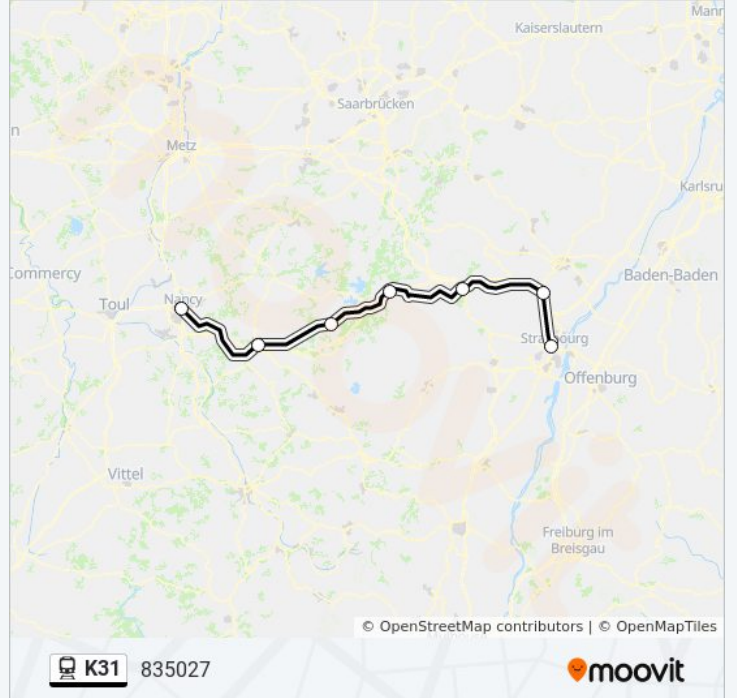 Mann
Kaiserslautern
Saarbrücken
n
Metz
Karlsru
Commercy
Toul
Nancy
Baden-Baden
Strasbourg
Offenburg
Vittel
Freiburg im
Breisgau
© OpenStreetMap contributors | © OpenMapTiles
K31 835027
moovit